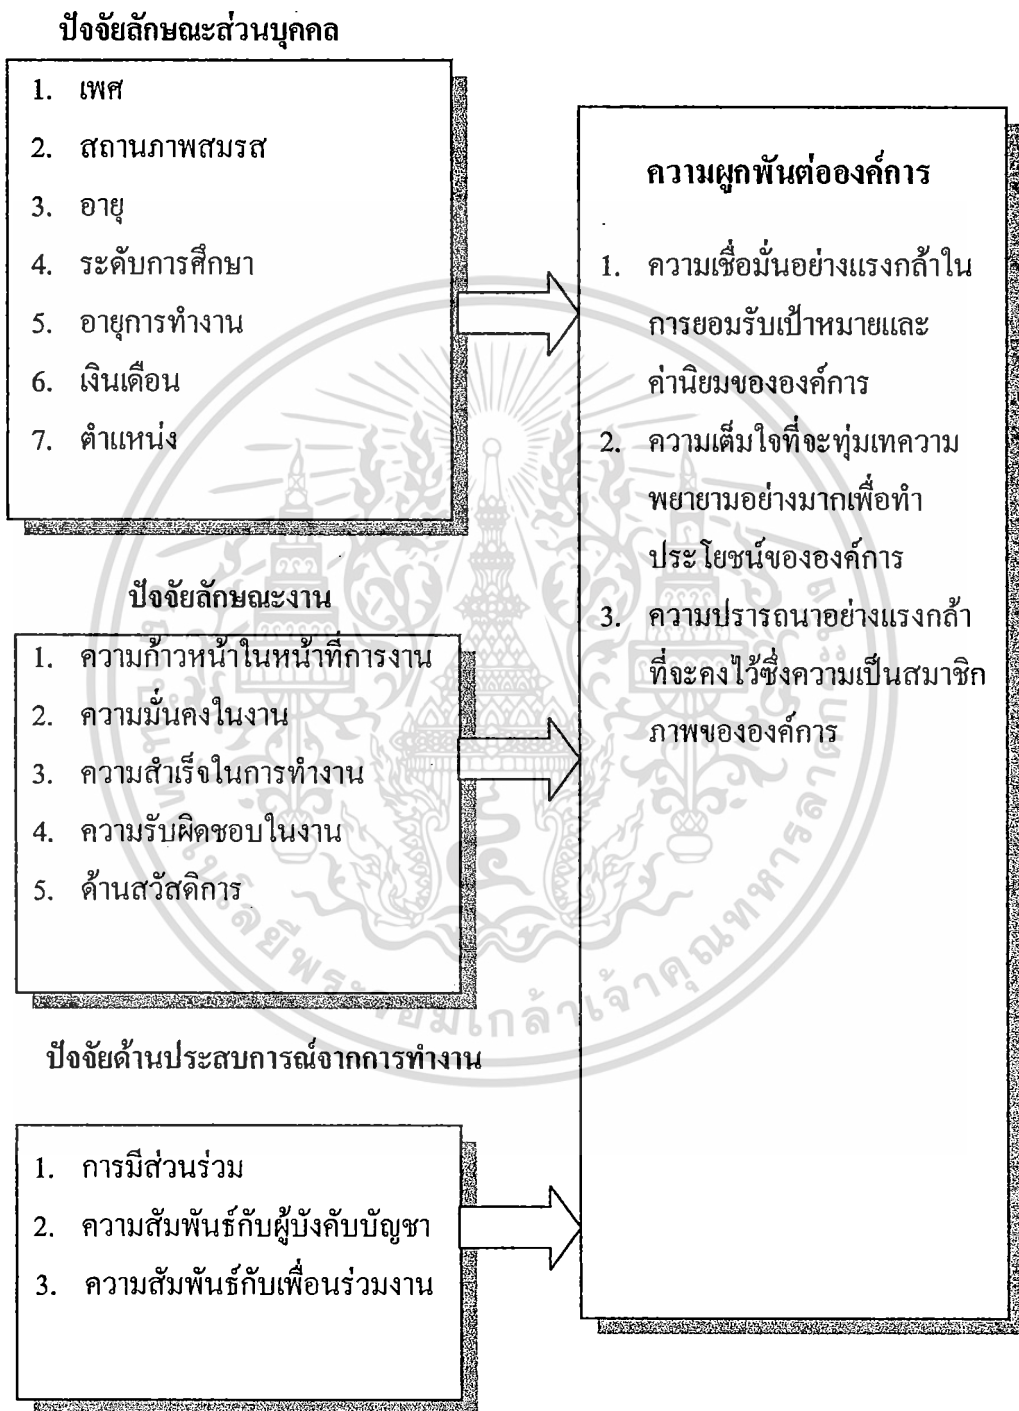 ปัจจัยลักษณะส่วนบุคคล
1. เพศ
2. สถานภาพสมรส
3. อายุ
4. ระดับการศึกษา
5. อายุการทำงาน
6. เงินเดือน
7. ตำแหน่ง
ปัจจัยลักษณะงาน
1. ความก้าวหน้าในหน้าที่การงาน
2. ความมั่นคงในงาน
3. ความสำเร็จในการทำงาน
4. ความรับผิดชอบในงาน
5. ด้านสวัสดิการ
ปัจจัยด้านประสบการณ์จากการทำงาน
1. การมีส่วนร่วม
2. ความสัมพันธ์กับผู้บังคับบัญชา
3. ความสัมพันธ์กับเพื่อนร่วมงาน
ความผูกพันต่อองค์การ
1. ความเชื่อมั่นอย่างแรงกล้าใน
การยอมรับเป้าหมายและ
ค่านิยมขององค์การ
2. ความเต็มใจที่จะทุ่มเทความ
พยายามอย่างมากเพื่อทำ
ประโยชน์ขององค์การ
3. ความปรารถนาอย่างแรงกล้า
ที่จะคงไว้ซึ่งความเป็นสมาชิก
ภาพขององค์การ